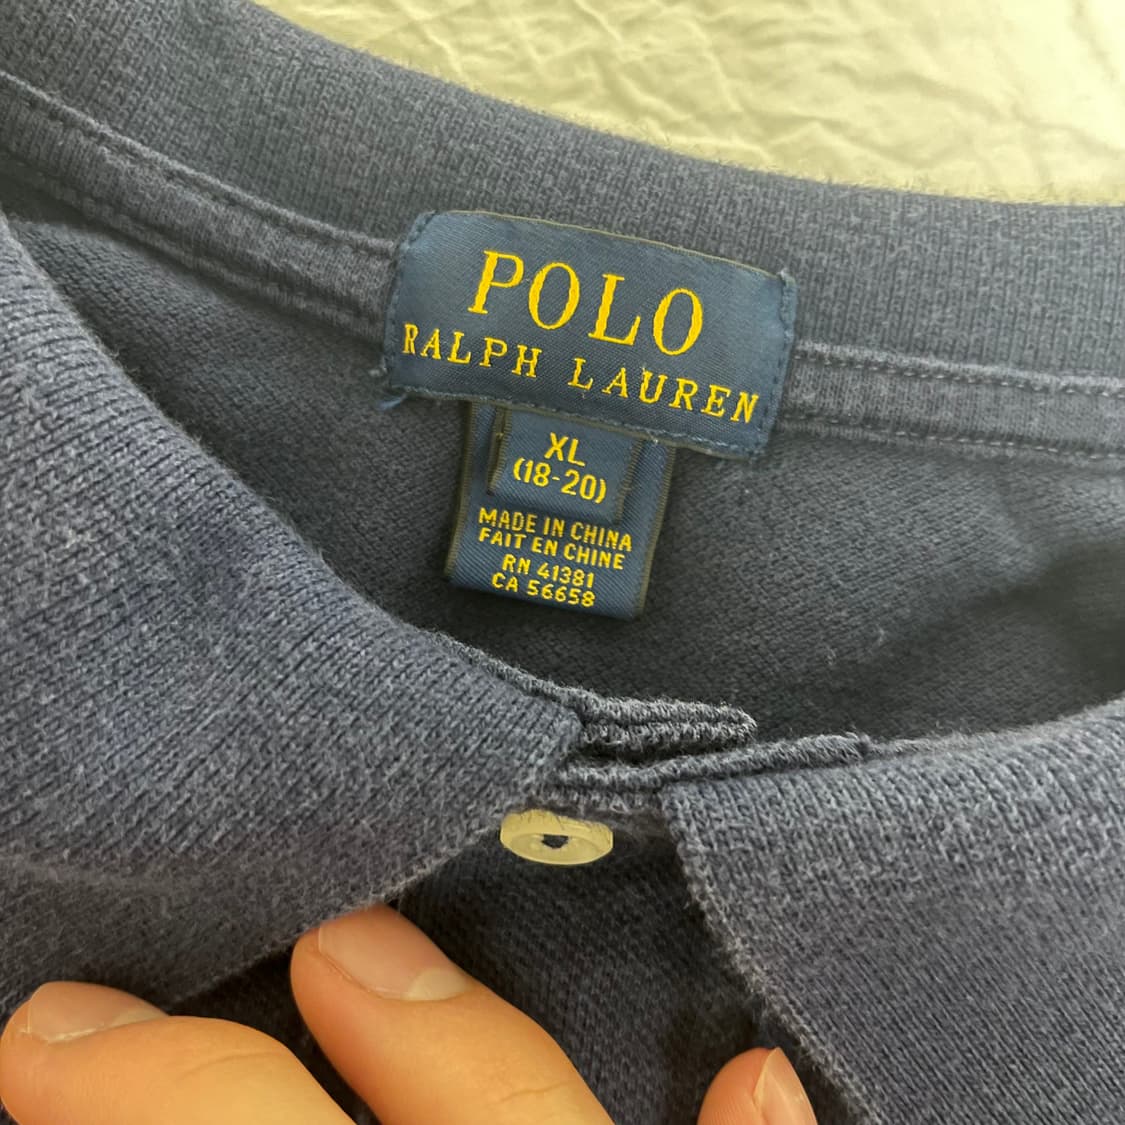 POLO
RALPH LAUREN
XL
(18-20)
MADE IN CHINA
FAIT EN CHINE
RN 41381
CA 56658